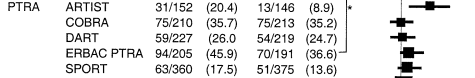 PTRA ARTIST 31/152 (20.4) 13/146 (8.9) *
COBRA 75/210 (35.7) 75/213 (35.2)
DART 59/227 (26.0 54/219 (24.7)
ERBAC PTRA 94/205 (45.9) 70/191 (36.6)
SPORT 63/360 (17.5) 51/375 (13.6)